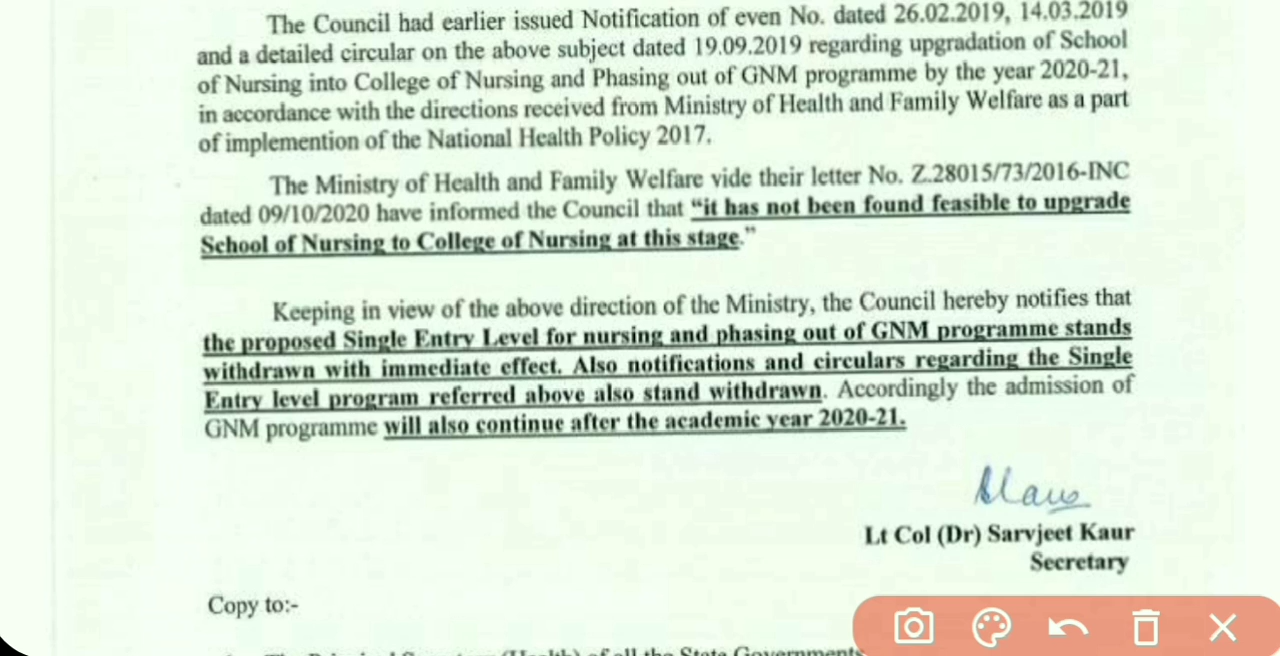 The Council had earlier issued Notification of even No. dated 26.02.2019, 14.03.2019
and a detailed circular on the above subject dated 19.09.2019 regarding upgradation of School
of Nursing into College of Nursing and Phasing out of GNM programme by the year 2020-21,
in accordance with the directions received from Ministry of Health and Family Welfare as a part
of implemention of the National Health Policy 2017.
The Ministry of Health and Family Welfare vide their letter No. Z.28015/73/2016-INC
dated 09/10/2020 have informed the Council that “it has not been found feasible to upgrade
School of Nursing to College of Nursing at this stage.”
Keeping in view of the above direction of the Ministry, the Council hereby notifies that
the proposed Single Entry Level for nursing and phasing out of GNM programme stands
withdrawn with immediate effect. Also notifications and circulars regarding the Single
Entry level program referred above also stand withdrawn. Accordingly the admission of
GNM programme will also continue after the academic year 2020-21.
Lt Col (Dr) Sarvjeet Kaur
Secretary
Copy to:-
The Principal Secretary (Health) of all the State Governments